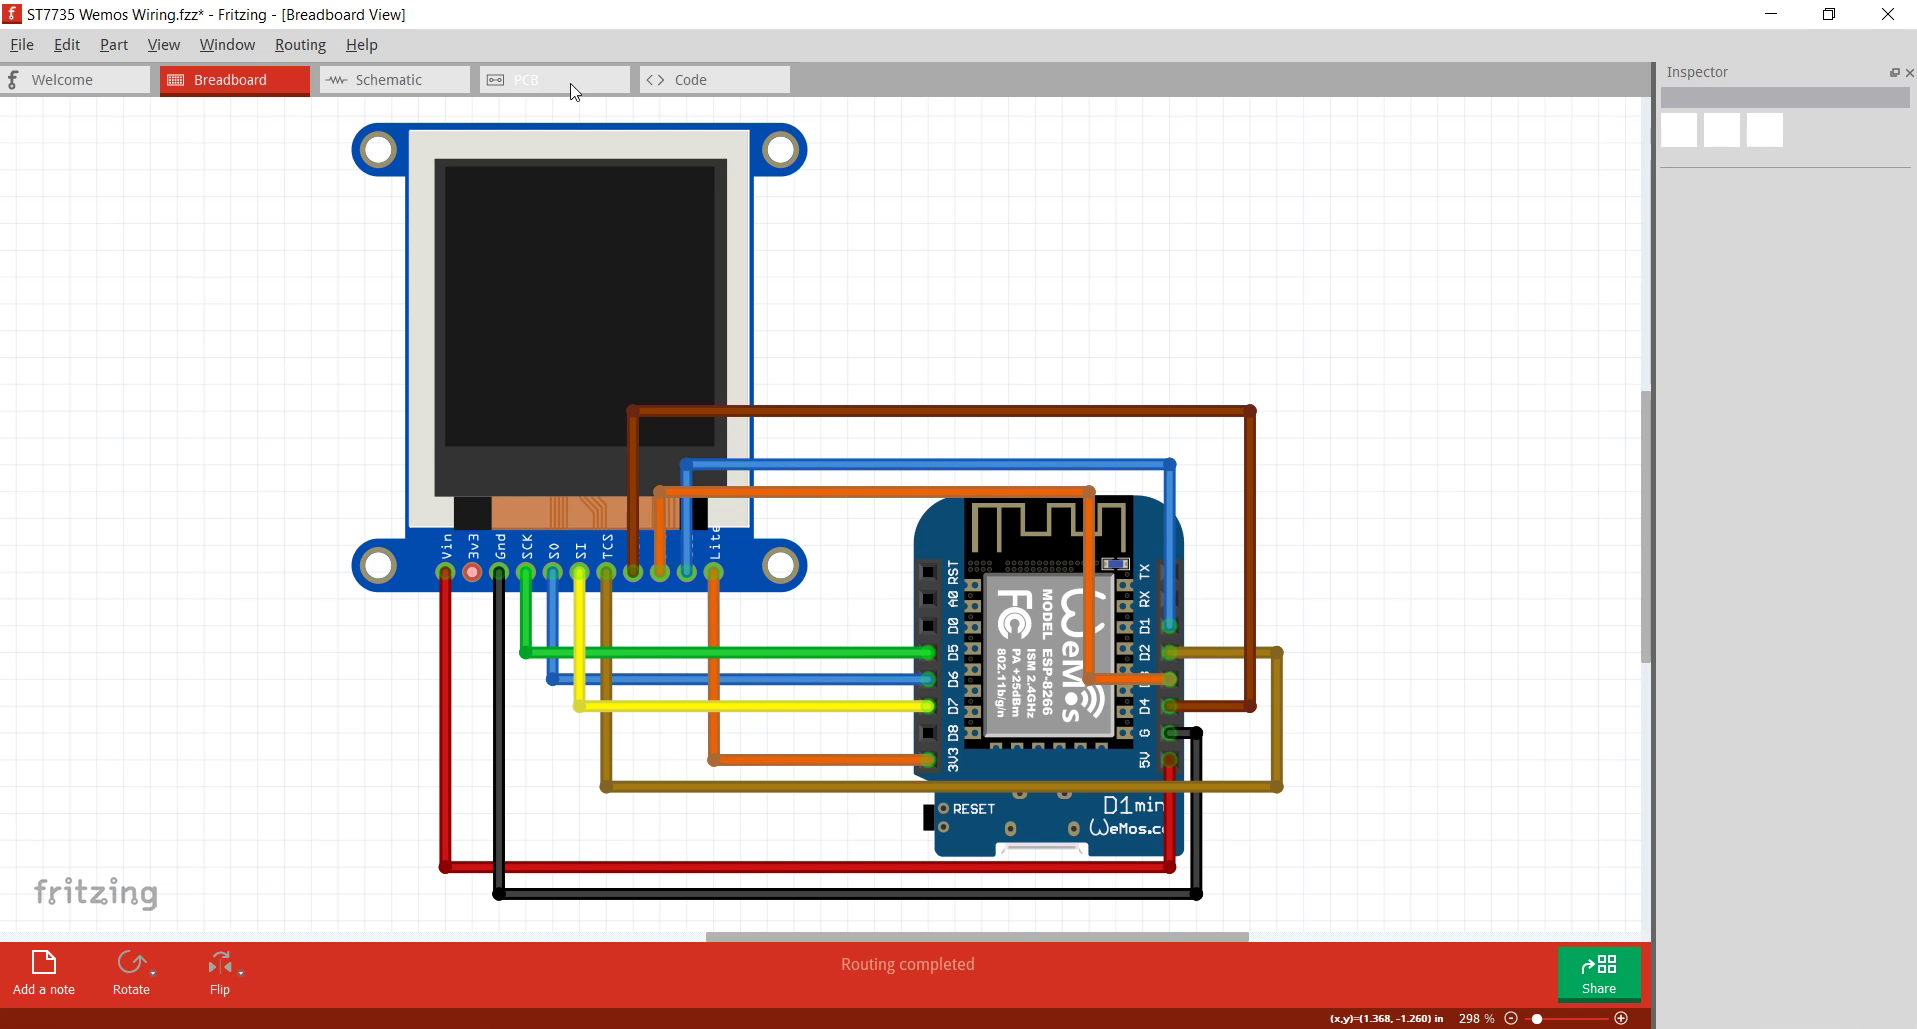 ST7735 Wemos Wiring.fzz* - Fritzing - [Breadboard View]
File Edit Part View Window Routing Help
Welcome
Breadboard
Schematic
PCB
Code
Inspector
Vin
3v3
Gnd
SCK
SO
SI
TCS
Lite
RST
A0
D0
D5
D6
D7
D8
3V3
TX
RX
D1
D2
D4
G
5V
WeMos
MODEL ESP-8266
ISM 2.4GHz
PA +25dBm
802.11b/g/n
FC
RESET
D1 min
WeMos.c
fritzing
Add a note
Rotate
Flip
Routing completed
Share
(x,y)=(1.368, -1.260) in 298 %